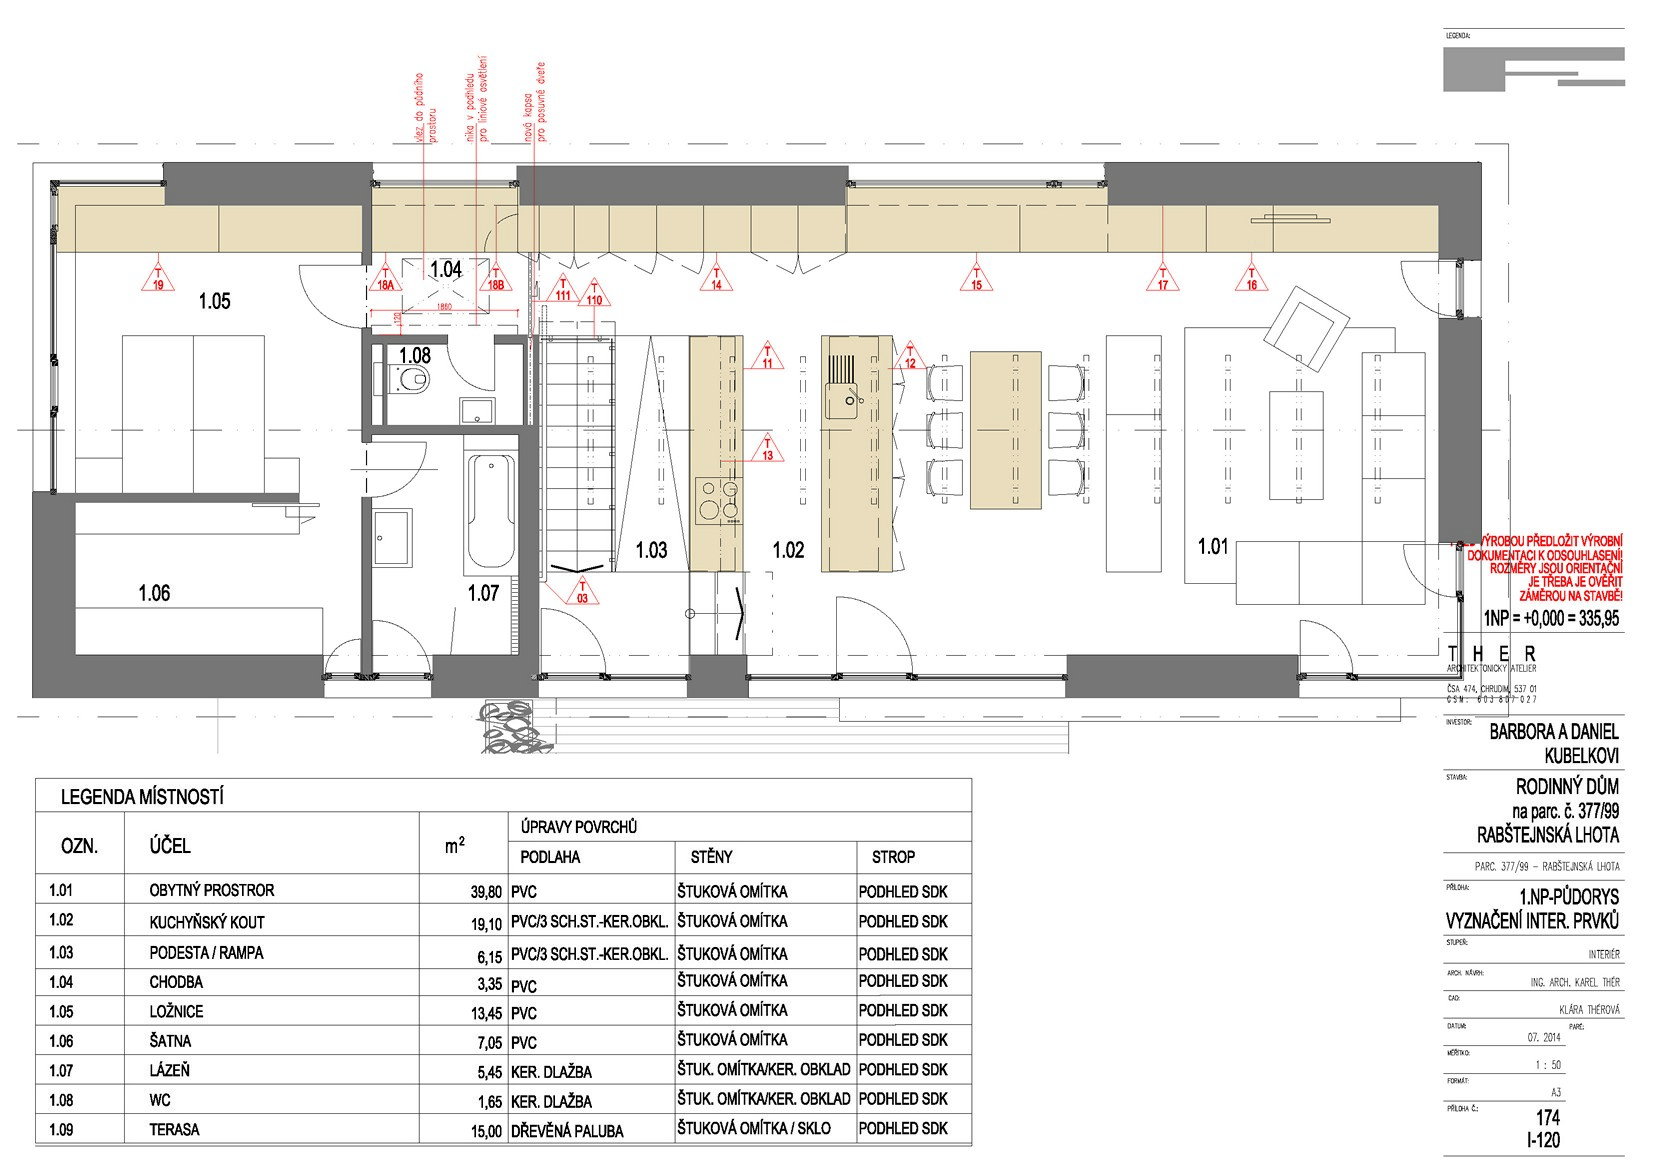 LEGENDA:
vlez do půdního
prostoru
nika v podhledu
pro liniové osvětlení
nová kapsa
pro posuvné dveře
1.04
T
19
T
18A
T
18B
T
111
T
110
T
14
T
15
T
17
T
16
1.05
1860
120
1.08
T
11
T
12
T
13
1.03
1.02
1.01
1.06
1.07
T
03
VÝROBOU PŘEDLOŽIT VÝROBNÍ
DOKUMENTACI K ODSOUHLASENÍ!
ROZMĚRY JSOU ORIENTAČNÍ
JE TŘEBA JE OVĚŘIT
ZÁMĚROU NA STAVBĚ!
1NP = +0,000 = 335,95
T H E R
ARCHITEKTONICKÝ ATELIER
ČSA 474, CHRUDIM, 537 01
GSM: 603 807 027
INVESTOR:
BARBORA A DANIEL
KUBELKOVI
STAVBA:
RODINNÝ DŮM
na parc. č. 377/99
RABŠTEJNSKÁ LHOTA
PARC. 377/99 – RABŠTEJNSKÁ LHOTA
PŘÍLOHA:
1.NP-PŮDORYS
VYZNAČENÍ INTER. PRVKŮ
STUPEŇ:
INTERIÉR
ARCH. NÁVRH:
ING. ARCH. KAREL THÉR
CAD:
KLÁRA THÉROVÁ
DATUM: PARÉ:
07. 2014
MĚŘÍTKO:
1 : 50
FORMÁT:
A3
PŘÍLOHA Č.:
174
I-120
LEGENDA MÍSTNOSTÍ
OZN. ÚČEL m² ÚPRAVY POVRCHŮ
PODLAHA STĚNY STROP
1.01 OBYTNÝ PROSTROR 39,80 PVC ŠTUKOVÁ OMÍTKA PODHLED SDK
1.02 KUCHYŇSKÝ KOUT 19,10 PVC/3 SCH.ST.-KER.OBKL. ŠTUKOVÁ OMÍTKA PODHLED SDK
1.03 PODESTA / RAMPA 6,15 PVC/3 SCH.ST.-KER.OBKL. ŠTUKOVÁ OMÍTKA PODHLED SDK
1.04 CHODBA 3,35 PVC ŠTUKOVÁ OMÍTKA PODHLED SDK
1.05 LOŽNICE 13,45 PVC ŠTUKOVÁ OMÍTKA PODHLED SDK
1.06 ŠATNA 7,05 PVC ŠTUKOVÁ OMÍTKA PODHLED SDK
1.07 LÁZEŇ 5,45 KER. DLAŽBA ŠTUK. OMÍTKA/KER. OBKLAD PODHLED SDK
1.08 WC 1,65 KER. DLAŽBA ŠTUK. OMÍTKA/KER. OBKLAD PODHLED SDK
1.09 TERASA 15,00 DŘEVĚNÁ PALUBA ŠTUKOVÁ OMÍTKA / SKLO PODHLED SDK